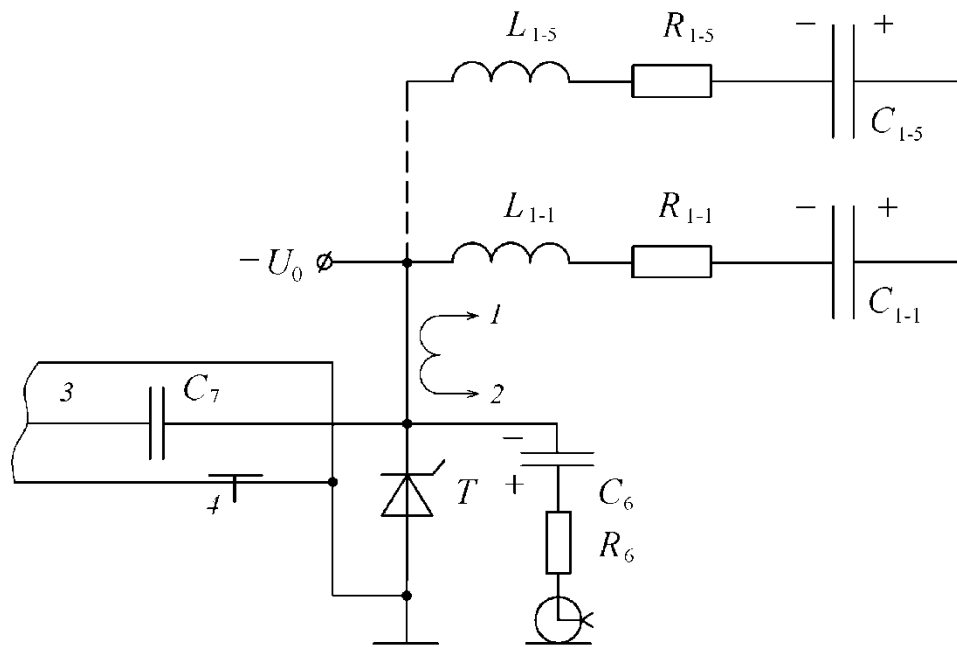 L₁₋₅ R₁₋₅ − +
C₁₋₅
L₁₋₁ R₁₋₁ − +
− U₀
C₁₋₁
1
3 C₇
2
−
+ C₆
4 T
R₆